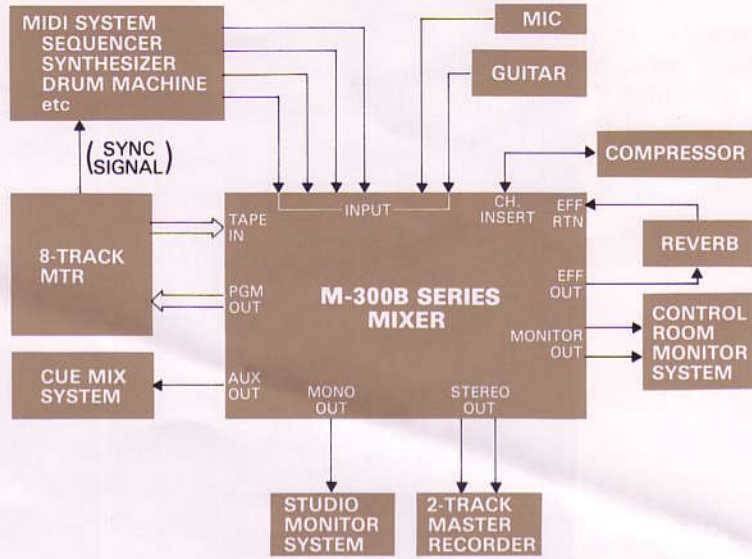 MIDI SYSTEM
SEQUENCER
SYNTHESIZER
DRUM MACHINE
etc
MIC
GUITAR
(SYNC
SIGNAL)
COMPRESSOR
8-TRACK
MTR
TAPE
IN
INPUT
CH.
INSERT
EFF
RTN
REVERB
PGM
OUT
M-300B SERIES
MIXER
EFF
OUT
MONITOR
OUT
CONTROL
ROOM
MONITOR
SYSTEM
CUE MIX
SYSTEM
AUX
OUT
MONO
OUT
STEREO
OUT
STUDIO
MONITOR
SYSTEM
2-TRACK
MASTER
RECORDER